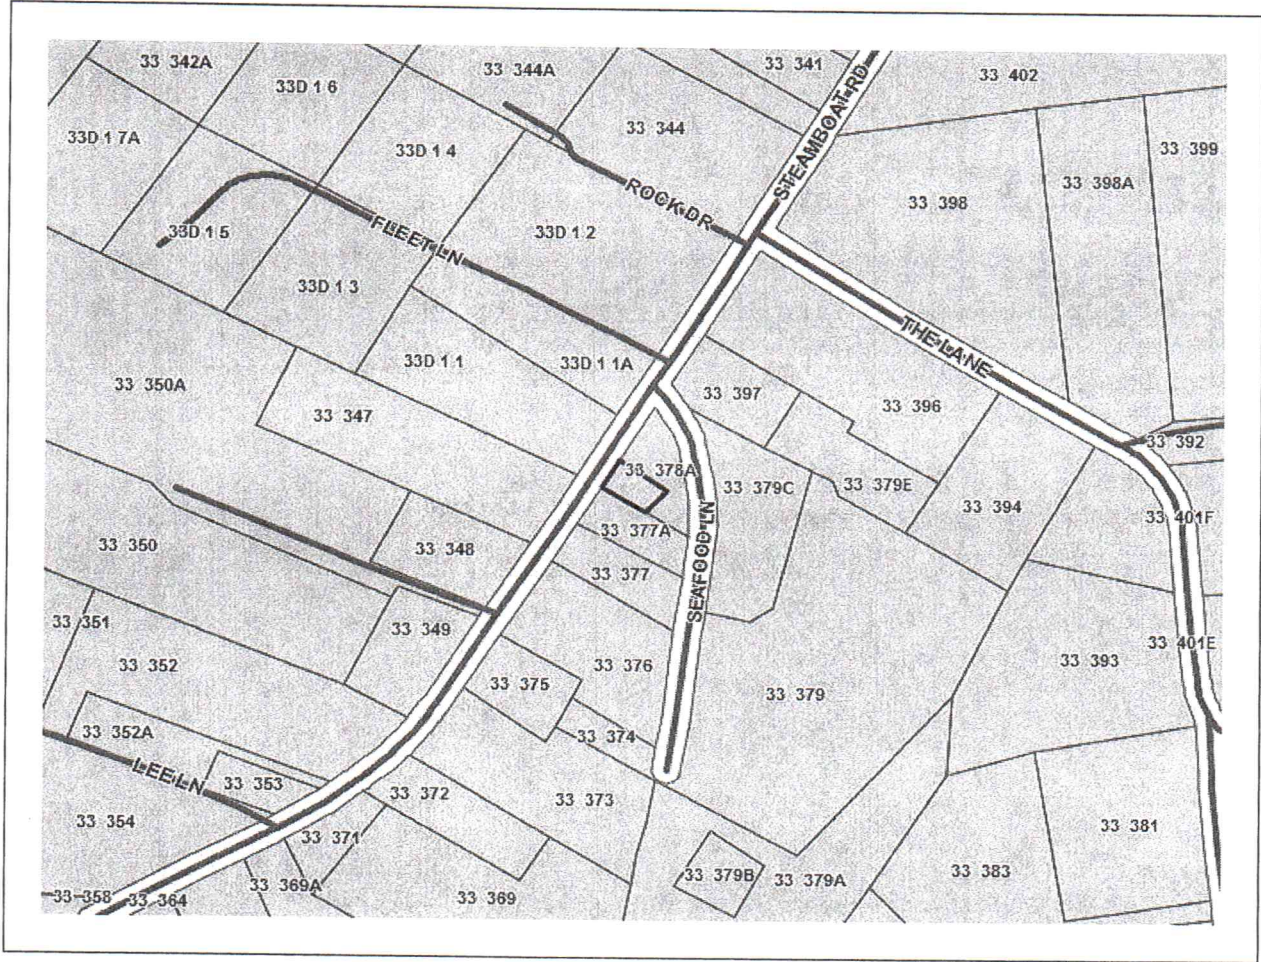 33 342A
33D 1 6
33 344A
33 341
33 402
33D 1 7A
33D 1 4
33 344
STEAMBOAT RD
33 399
33 398A
33 398
ROCK DR
33D 1 5
FLEET LN
33D 1 2
33D 1 3
33 350A
33D 1 1
33D 1 1A
THE LANE
33 397
33 396
33 347
33 392
33 378A
33 379C
33 379E
33 394
33 401F
33 377A
33 350
33 348
33 377
SEAFOOD LN
33 351
33 349
33 352
33 376
33 401E
33 393
33 375
33 379
33 352A
33 374
LEE LN
33 353
33 372
33 373
33 354
33 371
33 381
33 369A
33 379B
33 379A
33 383
33 358
33 364
33 369